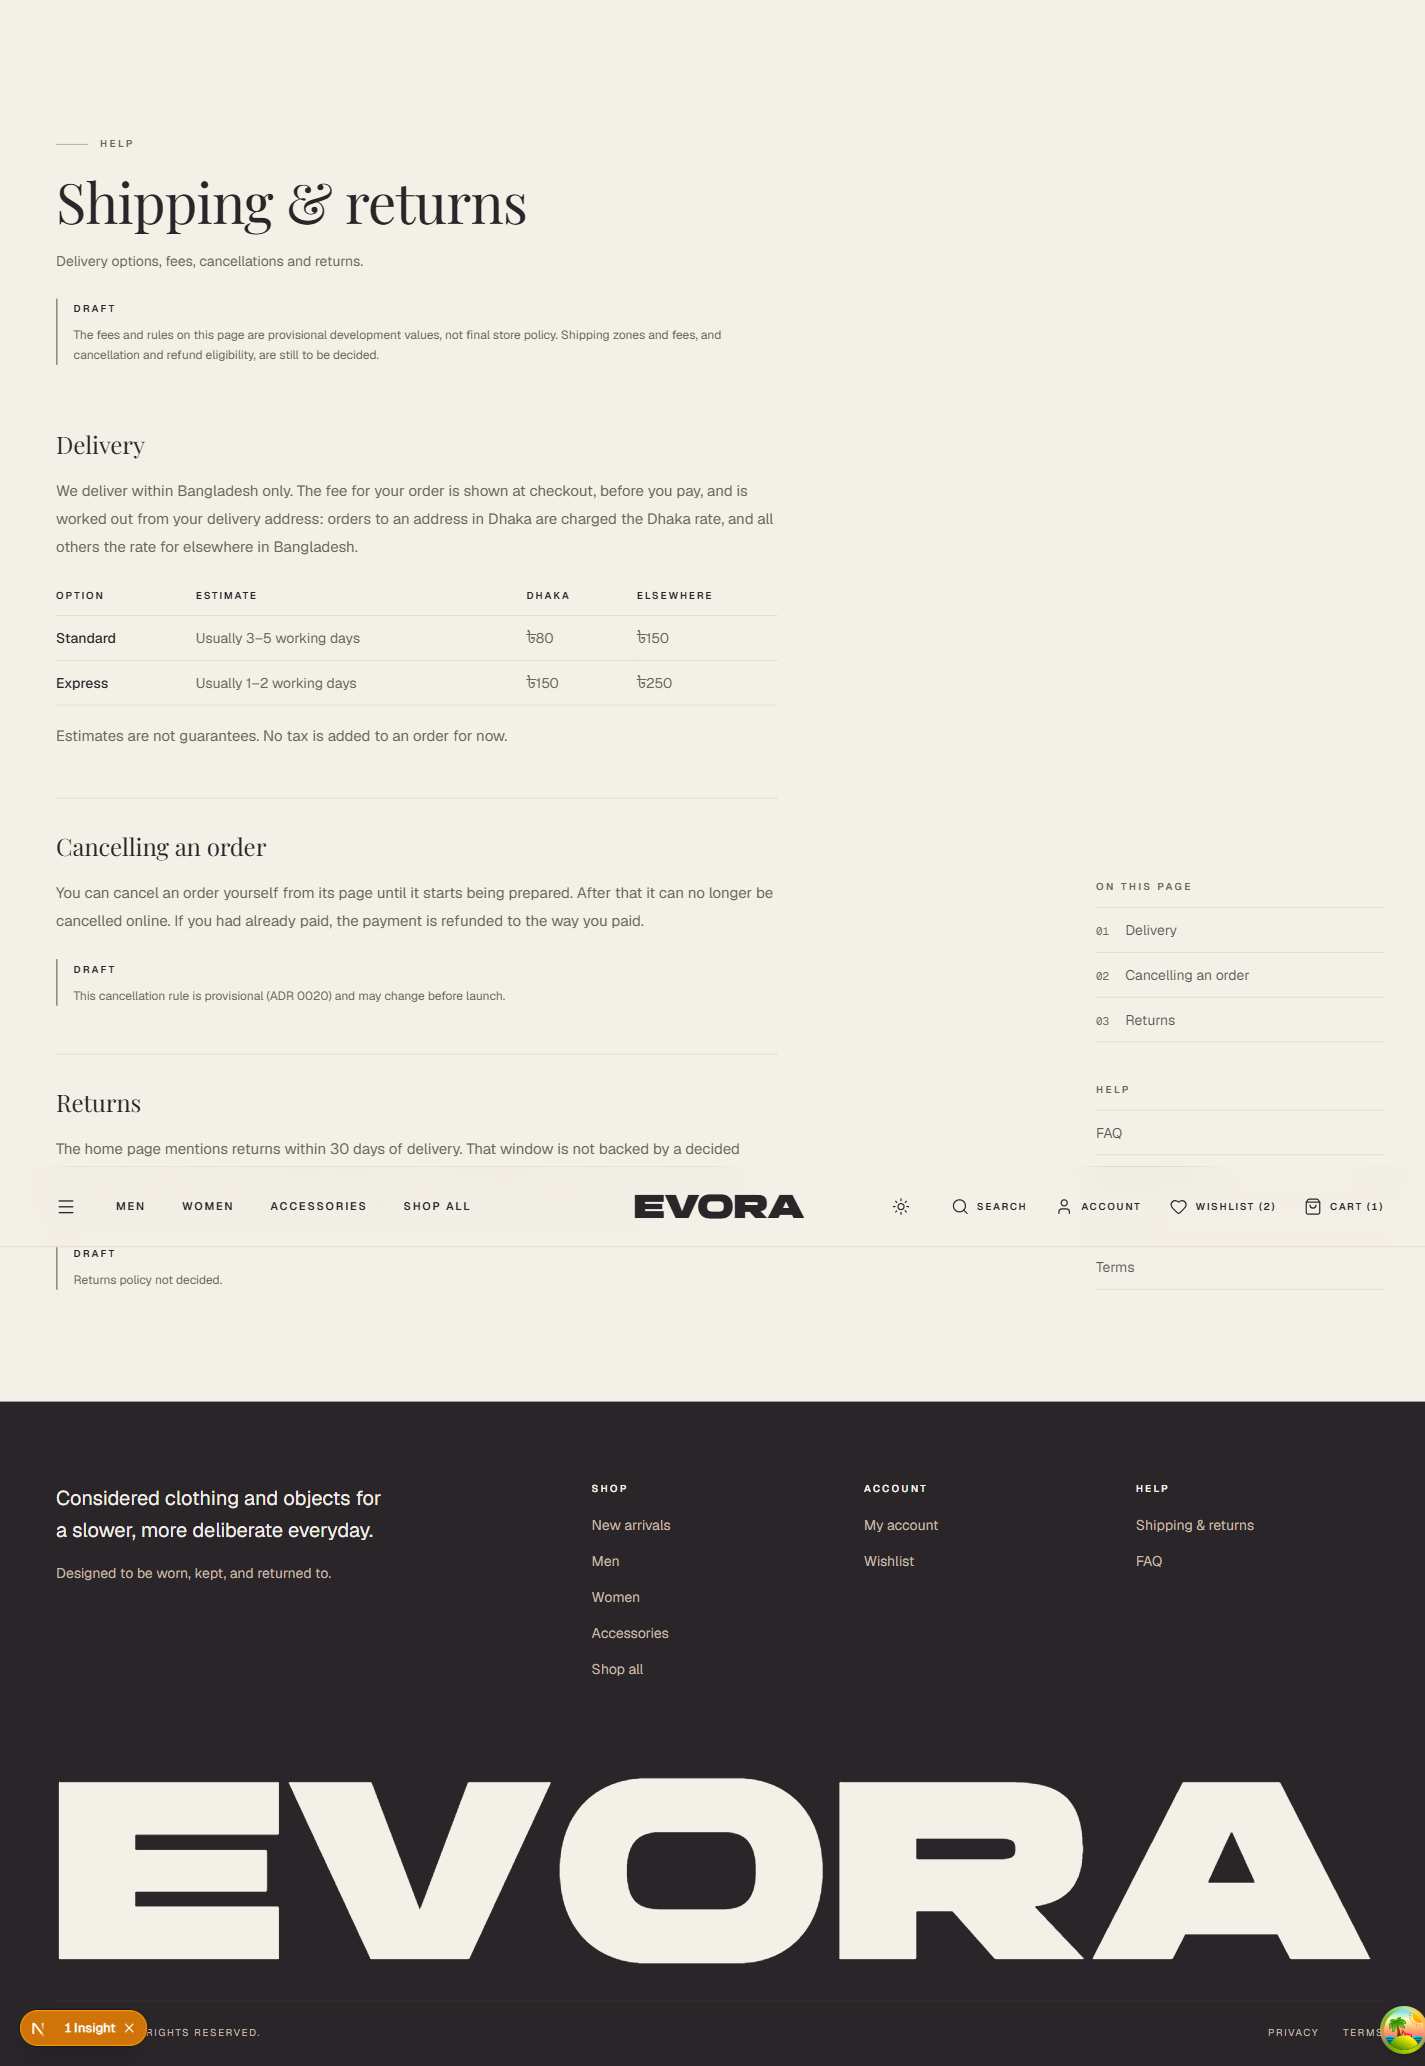 HELP
Shipping & returns
Delivery options, fees, cancellations and returns.
DRAFT
The fees and rules on this page are provisional development values, not final store policy. Shipping zones and fees, and
cancellation and refund eligibility, are still to be decided.
Delivery
We deliver within Bangladesh only. The fee for your order is shown at checkout, before you pay, and is
worked out from your delivery address: orders to an address in Dhaka are charged the Dhaka rate, and all
others the rate for elsewhere in Bangladesh.
OPTION ESTIMATE DHAKA ELSEWHERE
Standard Usually 3–5 working days ৳80 ৳150
Express Usually 1–2 working days ৳150 ৳250
Estimates are not guarantees. No tax is added to an order for now.
Cancelling an order
You can cancel an order yourself from its page until it starts being prepared. After that it can no longer be
cancelled online. If you had already paid, the payment is refunded to the way you paid.
DRAFT
This cancellation rule is provisional (ADR 0020) and may change before launch.
Returns
The home page mentions returns within 30 days of delivery. That window is not backed by a decided
ON THIS PAGE
01 Delivery
02 Cancelling an order
03 Returns
HELP
FAQ
MEN WOMEN ACCESSORIES SHOP ALL EVORA SEARCH ACCOUNT WISHLIST (2) CART (1)
DRAFT
Returns policy not decided.
Terms
Considered clothing and objects for
a slower, more deliberate everyday.
Designed to be worn, kept, and returned to.
SHOP
New arrivals
Men
Women
Accessories
Shop all
ACCOUNT
My account
Wishlist
HELP
Shipping & returns
FAQ
EVORA
N 1 Insight
RIGHTS RESERVED.
PRIVACY TERMS